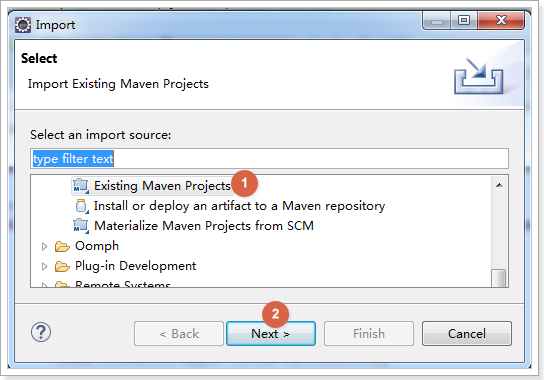 Import
Select
Import Existing Maven Projects
Select an import source:
type filter text
Existing Maven Projects 1
Install or deploy an artifact to a Maven repository
Materialize Maven Projects from SCM
Oomph
Plug-in Development
Remote Systems
2
? < Back Next > Finish Cancel